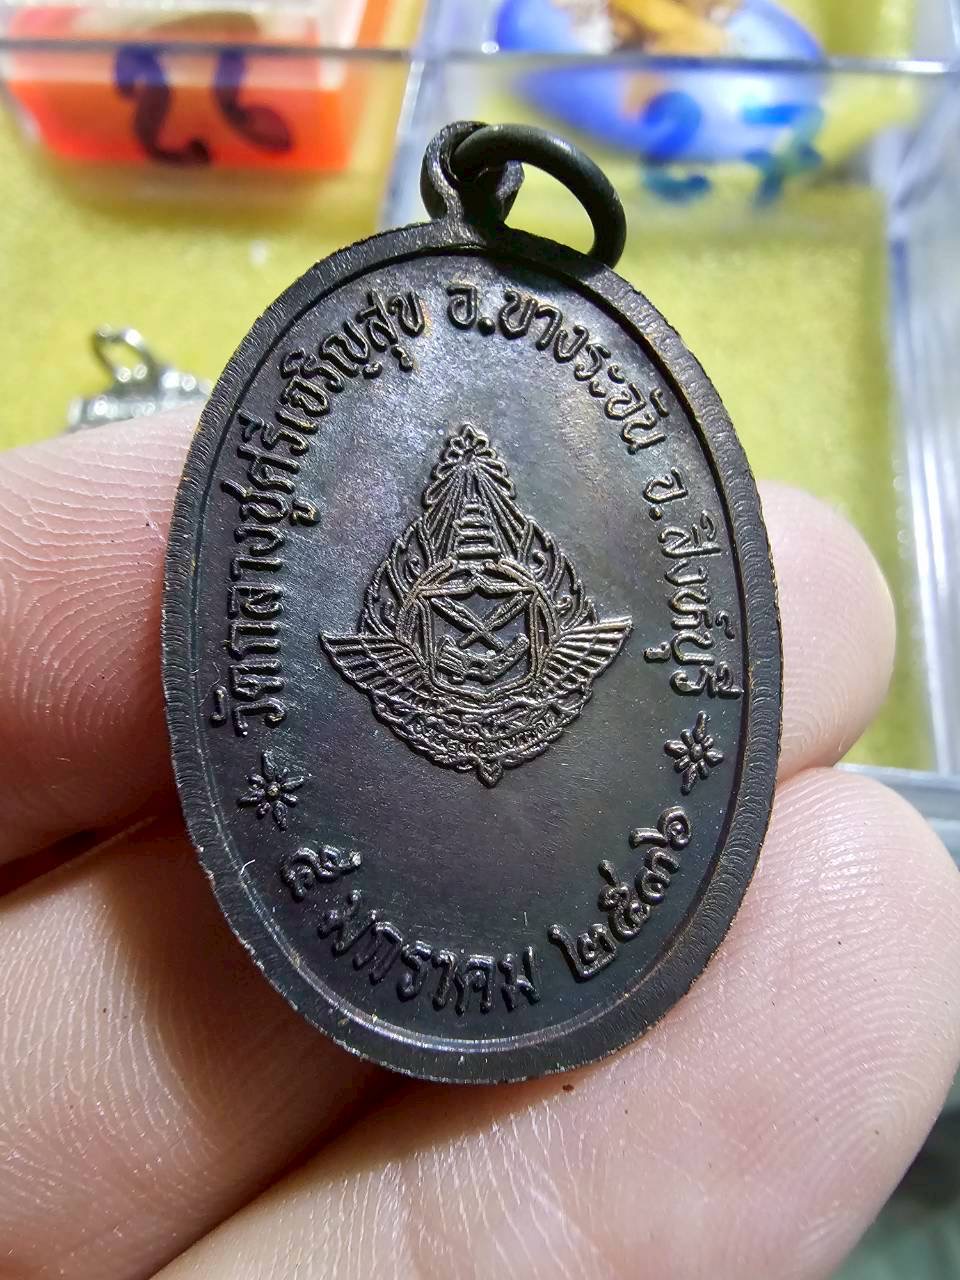 วัดกลางชูศรีเจริญสุข อ.บางระจัน จ.สิงห์บุรี
๕ มกราคม ๒๕๓๖